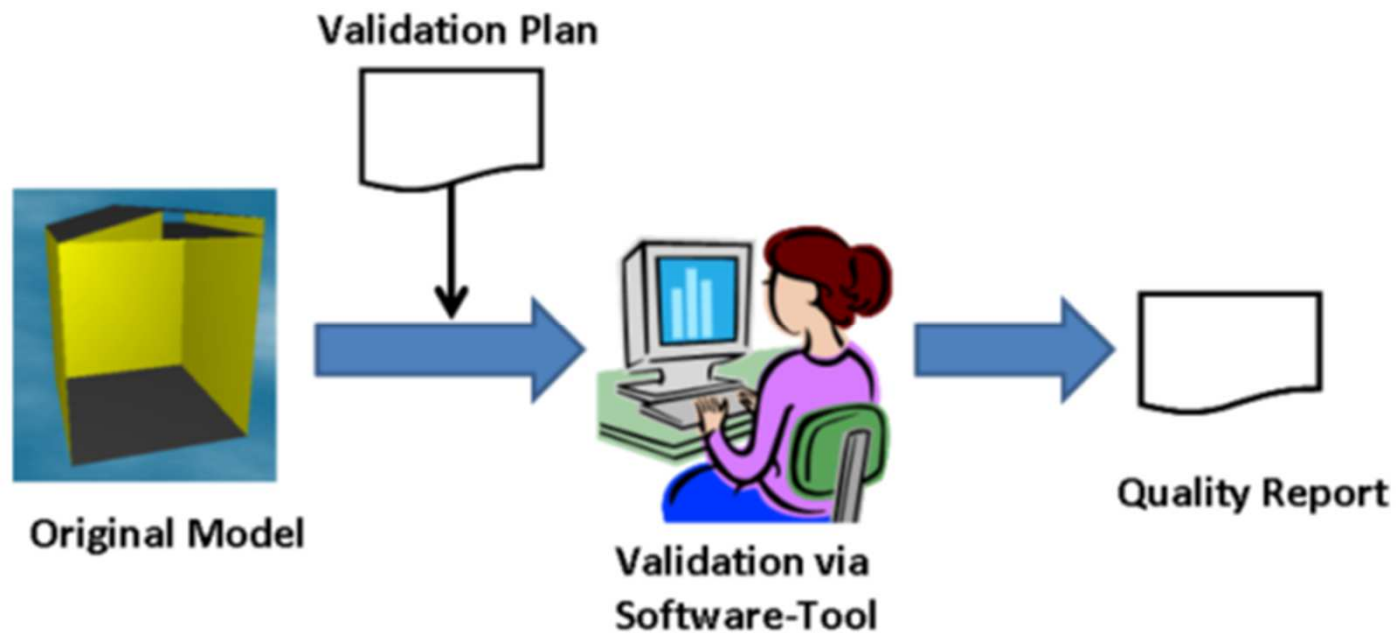 Validation Plan
Original Model
Validation via
Software-Tool
Quality Report